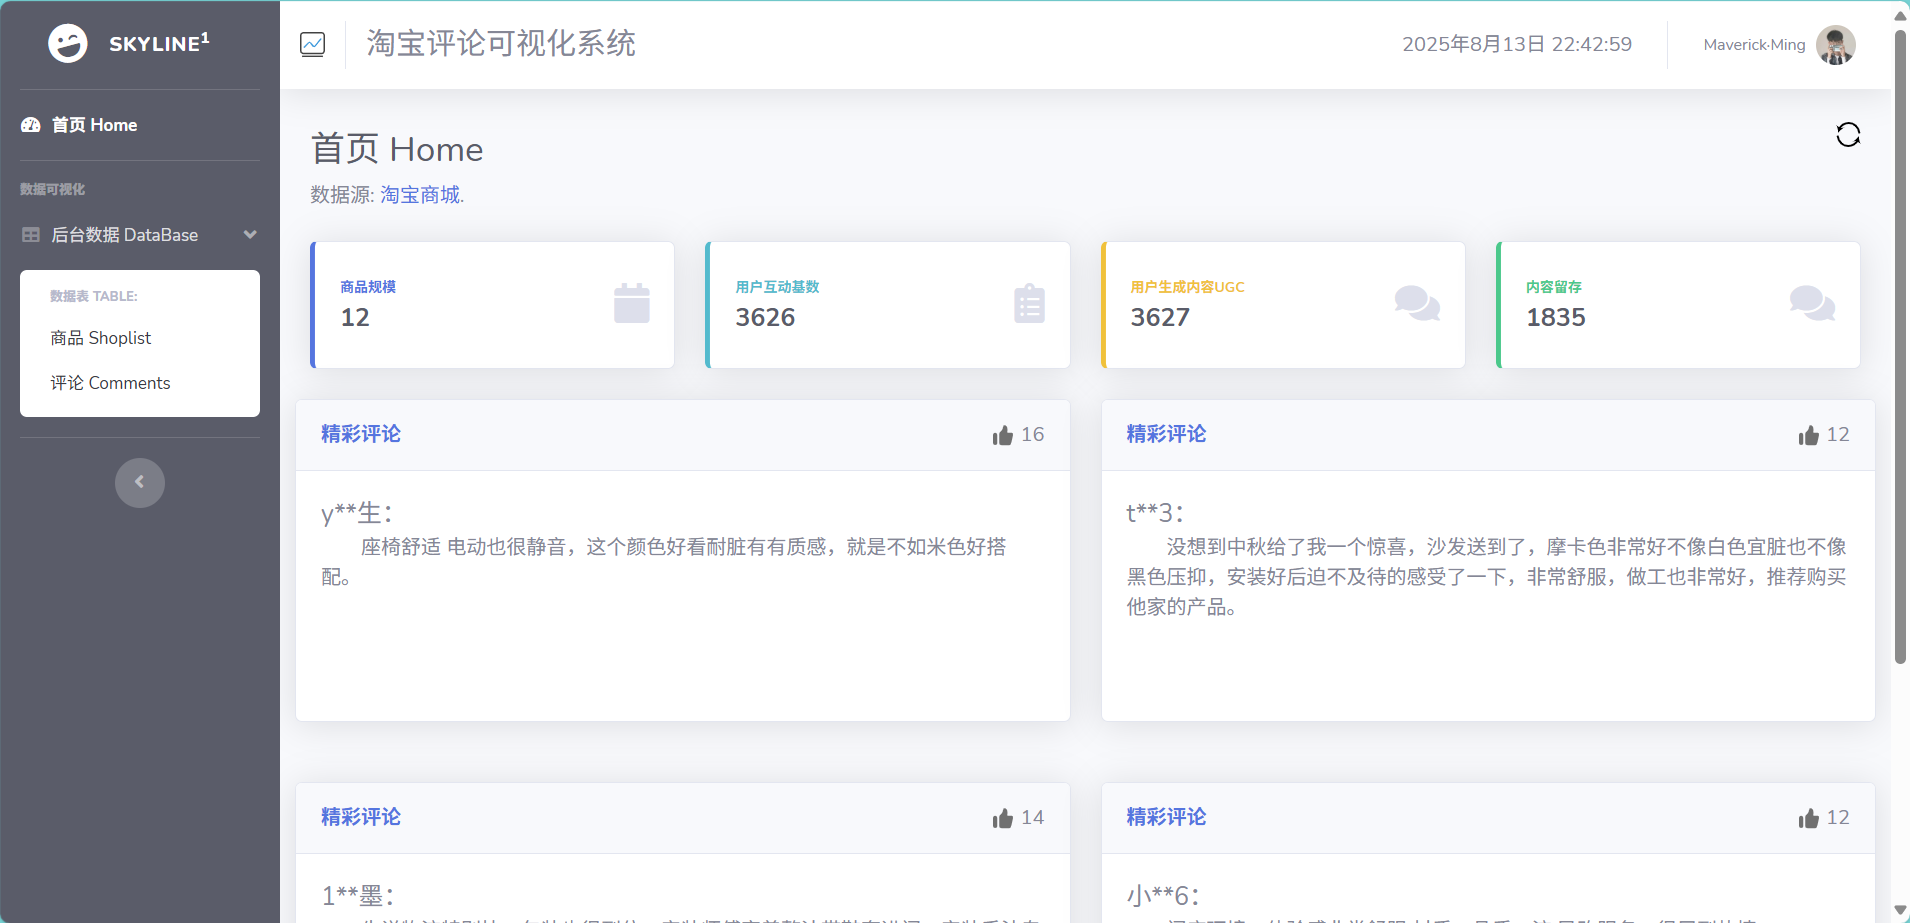 SKYLINE¹
淘宝评论可视化系统
2025年8月13日 22:42:59
Maverick·Ming
首页 Home
数据可视化
后台数据 DataBase
数据表 TABLE:
商品 Shoplist
评论 Comments
首页 Home
数据源: 淘宝商城.
商品规模
12
用户互动基数
3626
用户生成内容UGC
3627
内容留存
1835
精彩评论
16
y**生：
座椅舒适 电动也很静音，这个颜色好看耐脏有有质感，就是不如米色好搭
配。
精彩评论
12
t**3：
没想到中秋给了我一个惊喜，沙发送到了，摩卡色非常好不像白色宜脏也不像
黑色压抑，安装好后迫不及待的感受了一下，非常舒服，做工也非常好，推荐购买
他家的产品。
精彩评论
14
1**墨：
精彩评论
12
小**6：